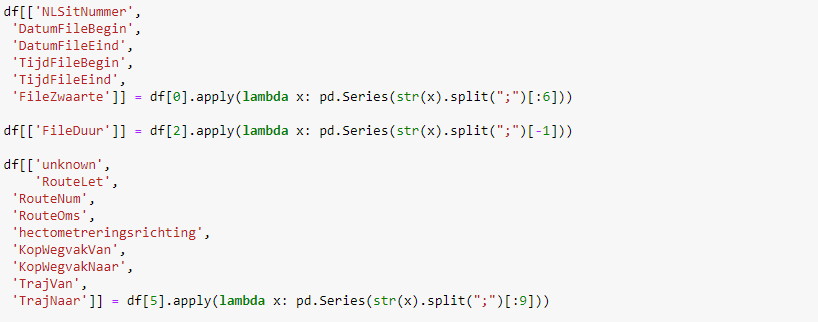 df[['NLSitNummer',
 'DatumFileBegin',
 'DatumFileEind',
 'TijdFileBegin',
 'TijdFileEind',
 'FileZwaarte']] = df[0].apply(lambda x: pd.Series(str(x).split(";")[:6]))

df[['FileDuur']] = df[2].apply(lambda x: pd.Series(str(x).split(";")[-1]))

df[['unknown',
    'RouteLet',
 'RouteNum',
 'RouteOms',
 'hectometreringsrichting',
 'KopWegvakVan',
 'KopWegvakNaar',
 'TrajVan',
 'TrajNaar']] = df[5].apply(lambda x: pd.Series(str(x).split(";")[:9]))